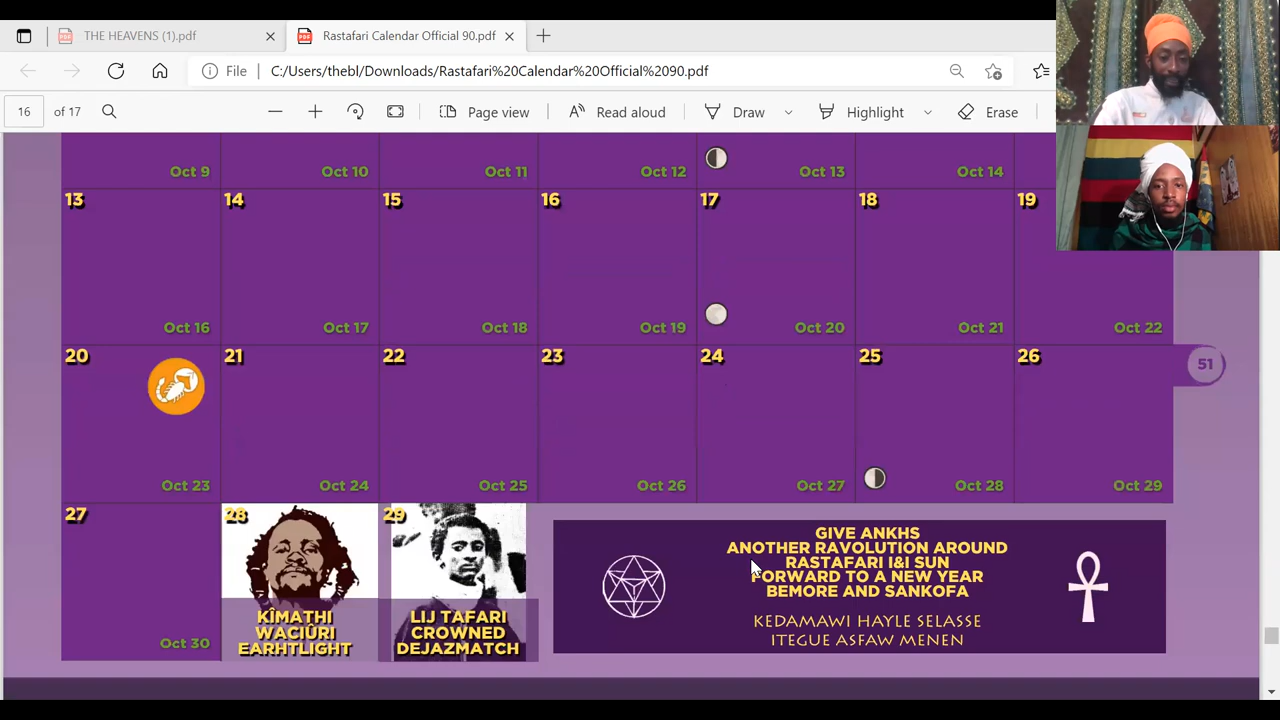 THE HEAVENS (1).pdf
Rastafari Calendar Official 90.pdf
File
C:/Users/thebl/Downloads/Rastafari%20Calendar%20Official%2090.pdf
16 of 17
Page view
Read aloud
Draw
Highlight
Erase
Oct 9 Oct 10 Oct 11 Oct 12 Oct 13 Oct 14
13 14 15 16 17 18 19
Oct 16 Oct 17 Oct 18 Oct 19 Oct 20 Oct 21 Oct 22
20 21 22 23 24 25 26
51
Oct 23 Oct 24 Oct 25 Oct 26 Oct 27 Oct 28 Oct 29
27 28 29
Oct 30
KÎMATHI
WACIÛRI
EARHTLIGHT
LIJ TAFARI
CROWNED
DEJAZMATCH
GIVE ANKHS
ANOTHER RAVOLUTION AROUND
RASTAFARI I&I SUN
FORWARD TO A NEW YEAR
BEMORE AND SANKOFA
KEDAMAWI HAYLE SELASSE
ITEGUE ASFAW MENEN